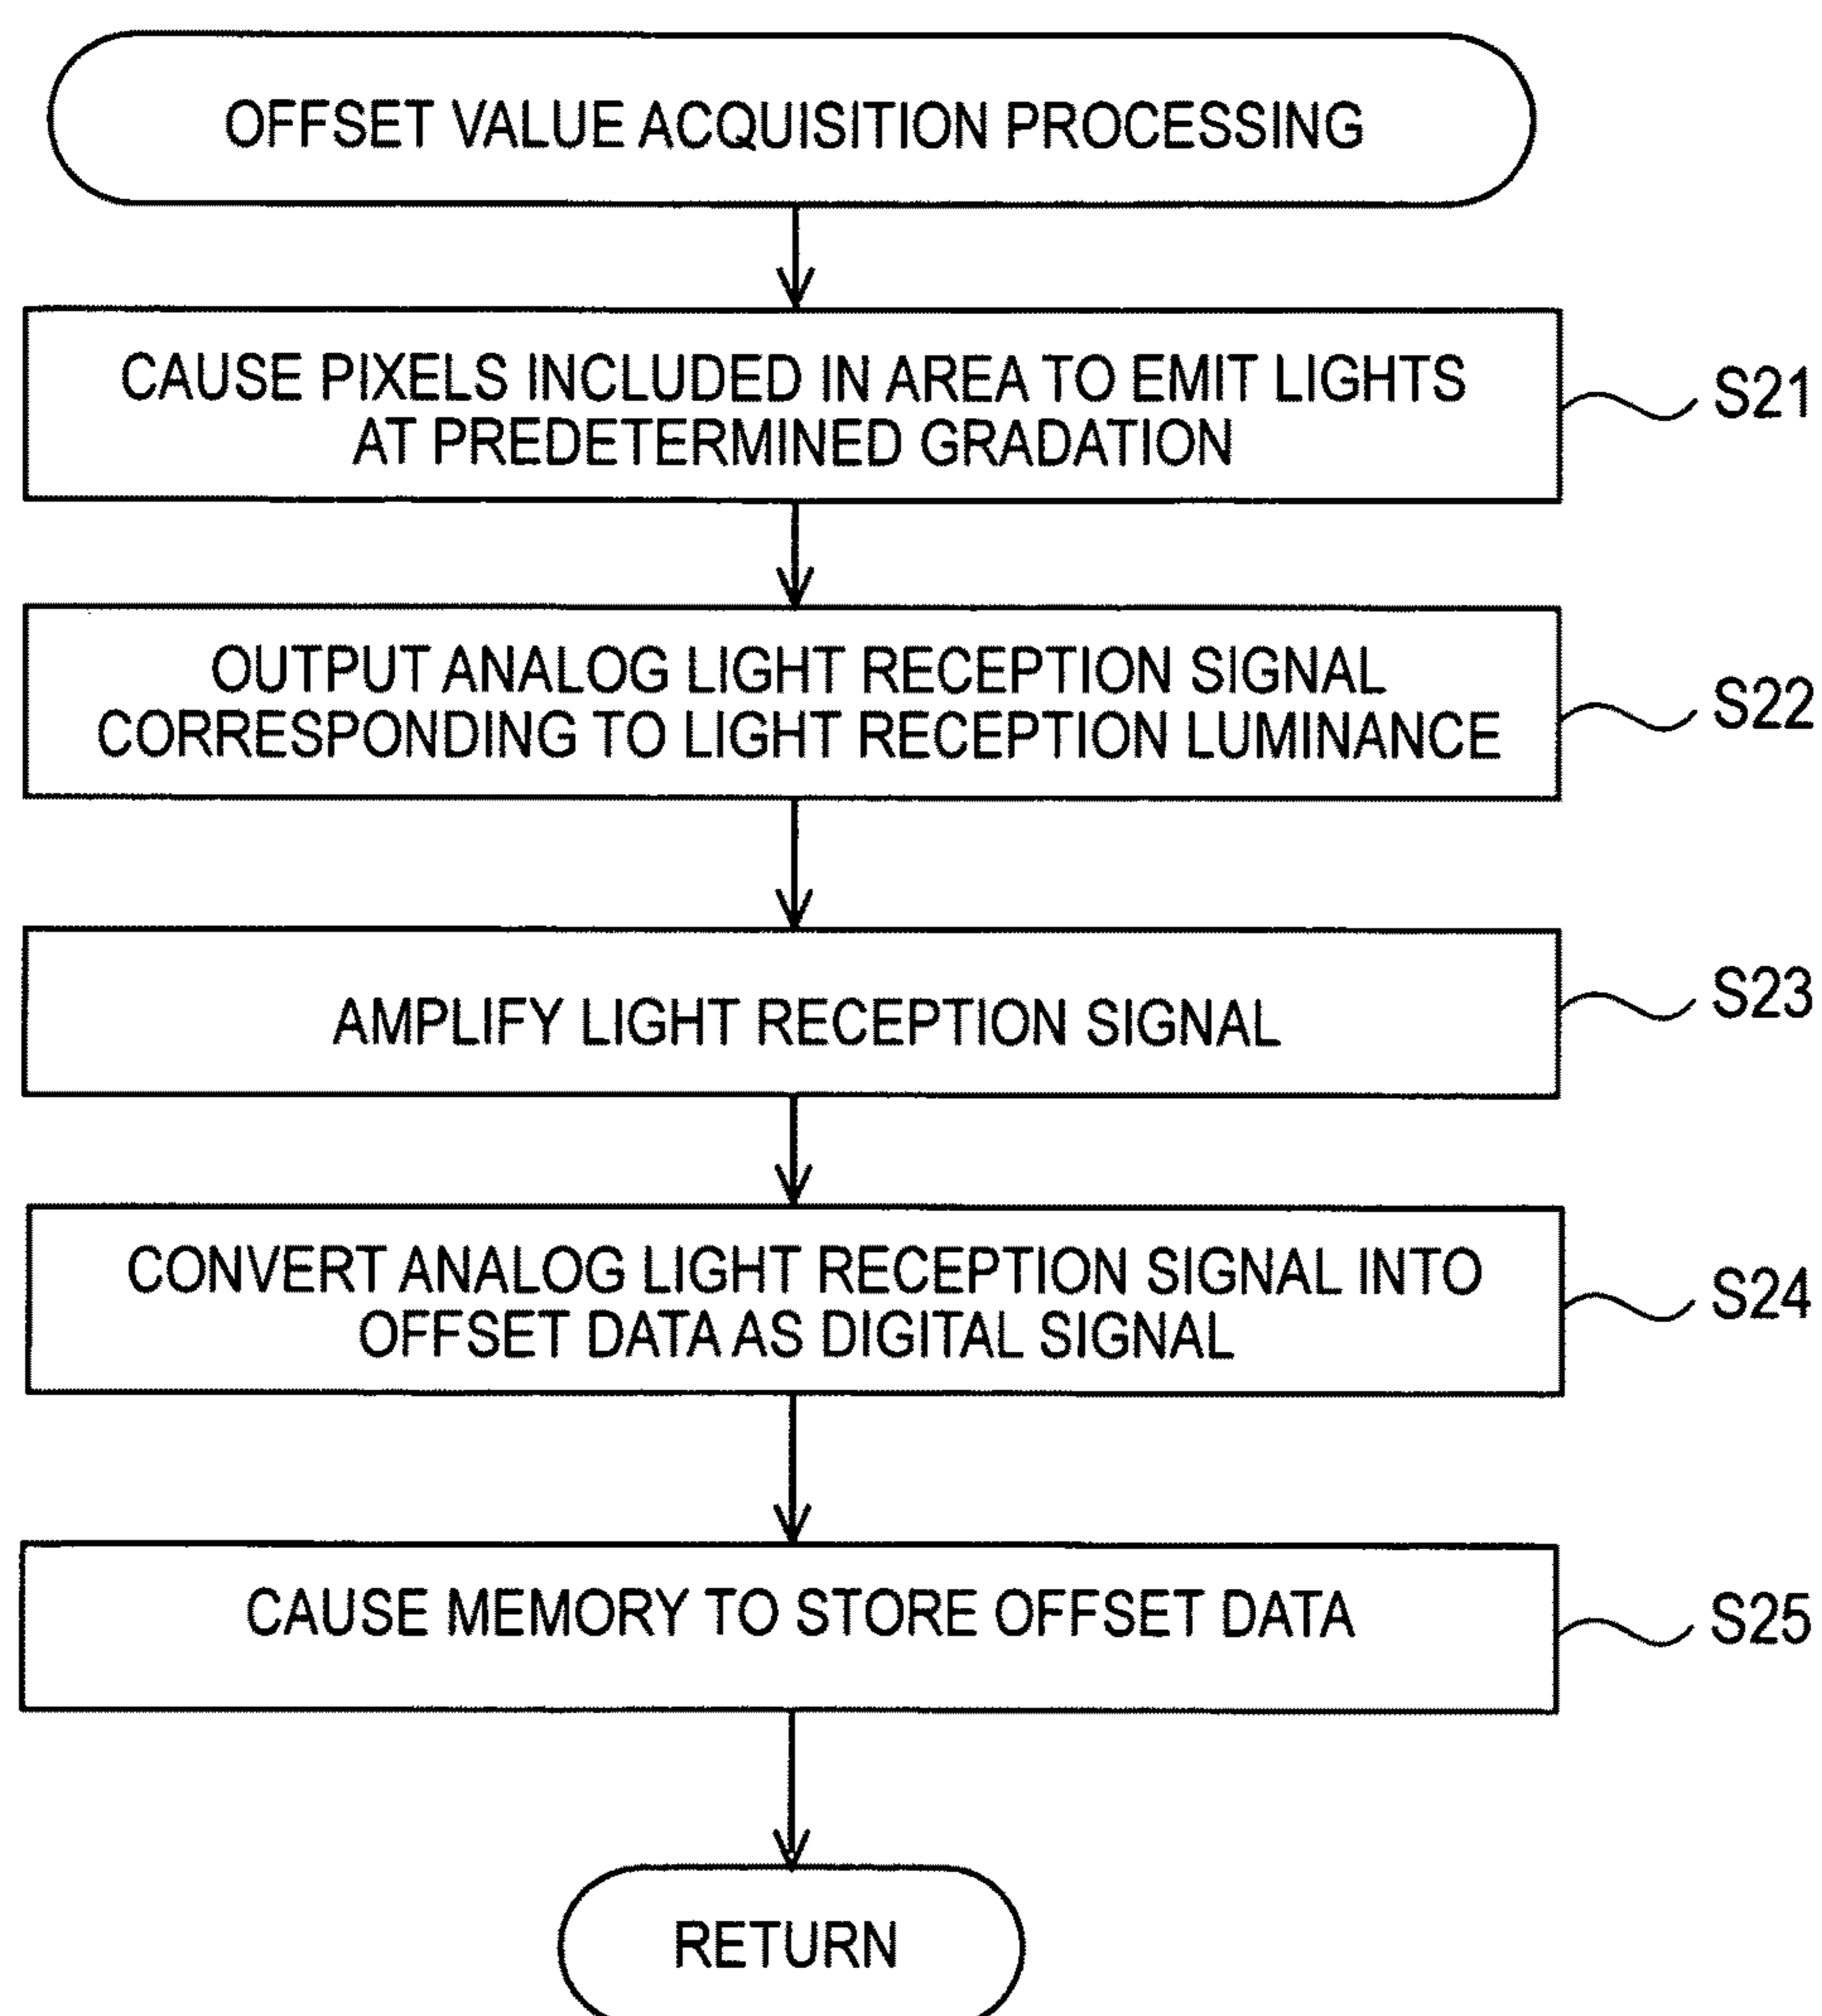 OFFSET VALUE ACQUISITION PROCESSING
CAUSE PIXELS INCLUDED IN AREA TO EMIT LIGHTS
AT PREDETERMINED GRADATION
S21
OUTPUT ANALOG LIGHT RECEPTION SIGNAL
CORRESPONDING TO LIGHT RECEPTION LUMINANCE
S22
AMPLIFY LIGHT RECEPTION SIGNAL
S23
CONVERT ANALOG LIGHT RECEPTION SIGNAL INTO
OFFSET DATA AS DIGITAL SIGNAL
S24
CAUSE MEMORY TO STORE OFFSET DATA
S25
RETURN